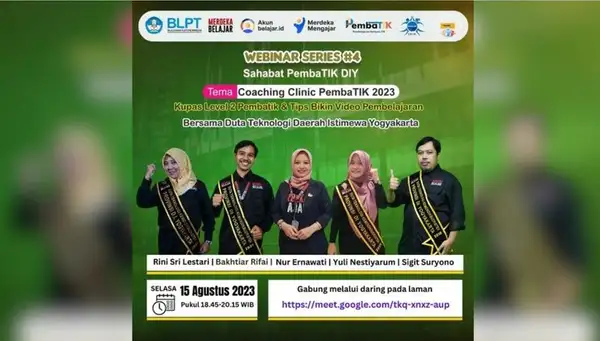 BLPT
MERDEKA
BELAJAR
Akun
belajar.id
Merdeka
Mengajar
PembaTIK
WEBINAR SERIES #4
Sahabat PembaTIK DIY
Tema Coaching Clinic PembaTIK 2023
Kupas Level 2 Pembatik & Tips Bikin Video Pembelajaran
Bersama Duta Teknologi Daerah Istimewa Yogyakarta
Rini Sri Lestari | Bakhtiar Rifai | Nur Ernawati | Yuli Nestiyarum | Sigit Suryono
SELASA
15 Agustus 2023
Pukul 18.45-20.15 WIB
Gabung melalui daring pada laman
https://meet.google.com/tkq-xnxz-aup